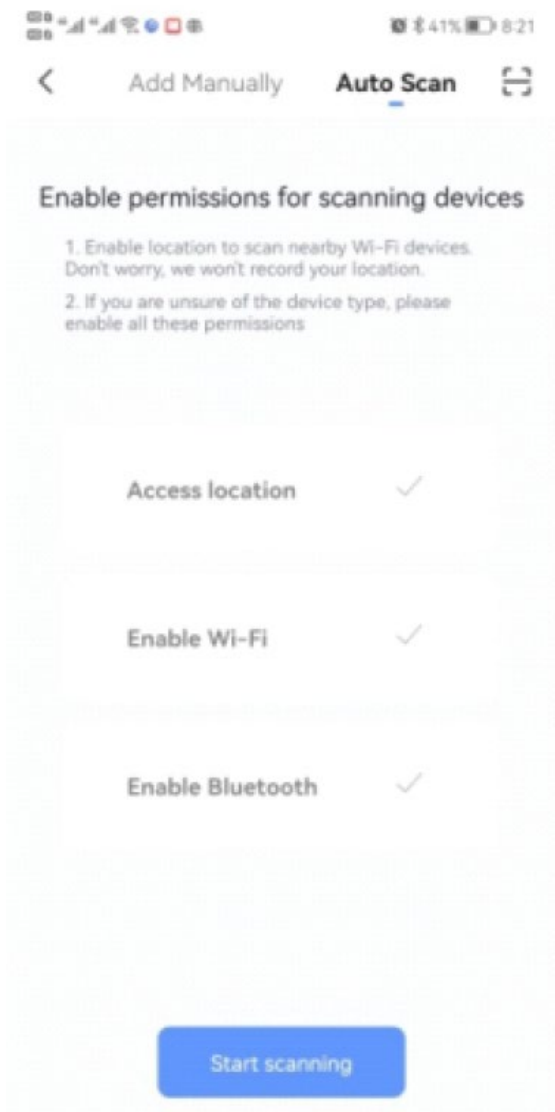 41% 8:21
Add Manually Auto Scan
Enable permissions for scanning devices
1. Enable location to scan nearby Wi-Fi devices.
Don't worry, we won't record your location.
2. If you are unsure of the device type, please
enable all these permissions
Access location
Enable Wi-Fi
Enable Bluetooth
Start scanning